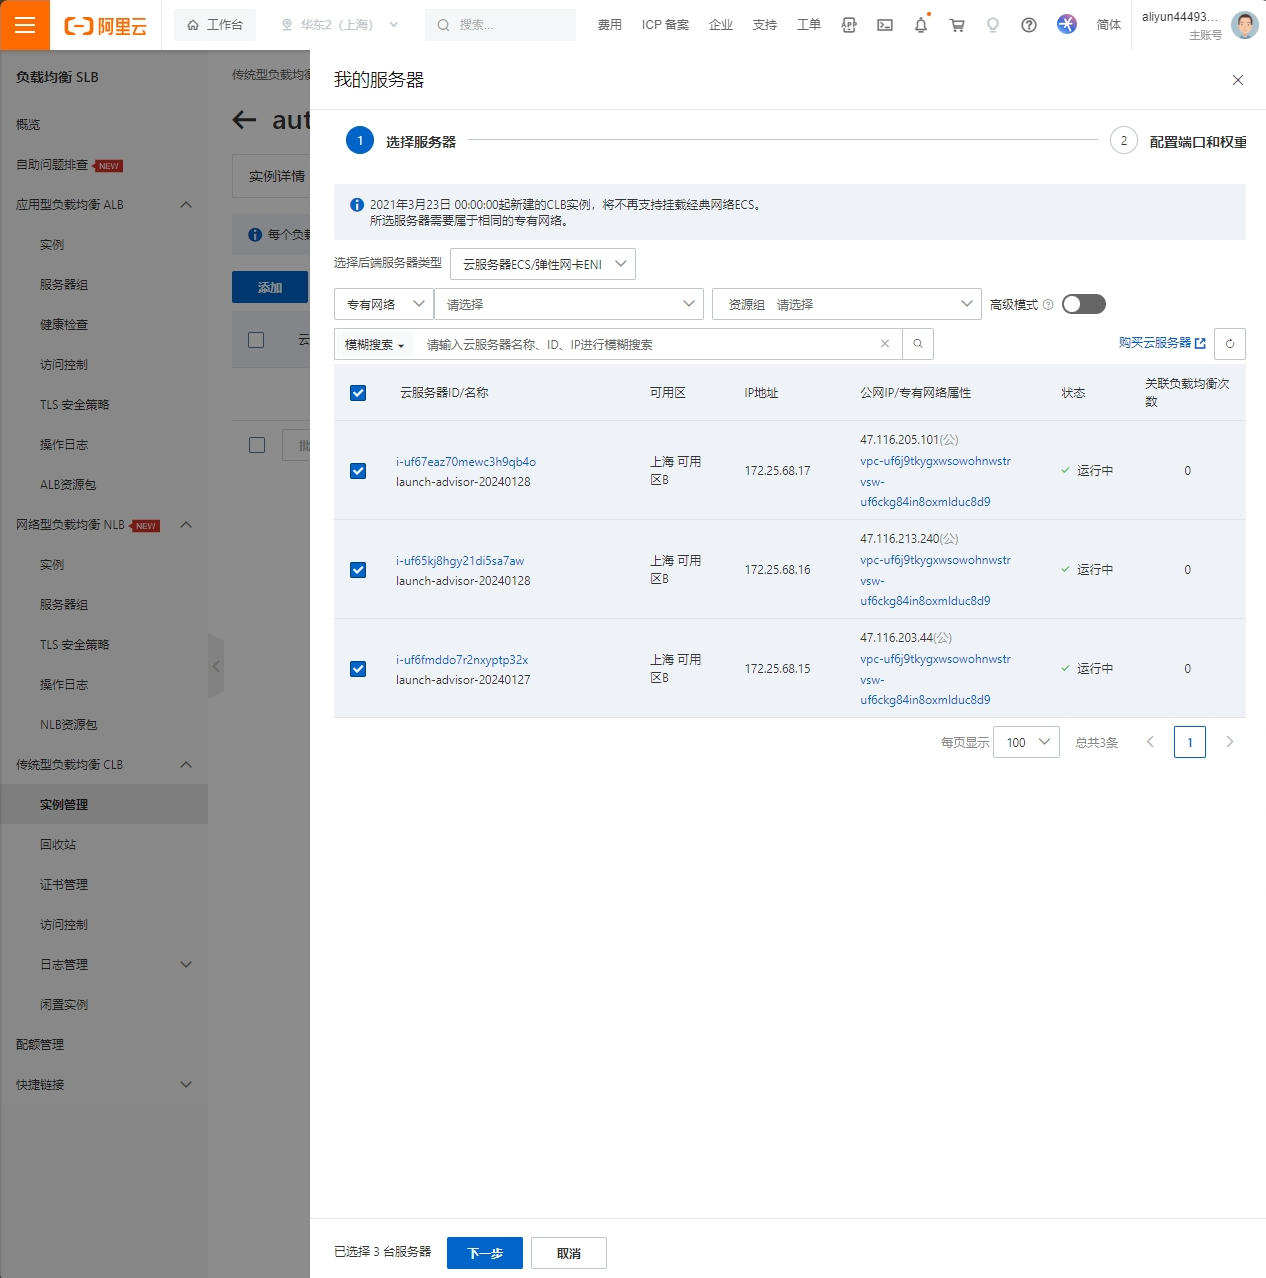 阿里云
工作台
华东2（上海）
搜索...
费用
ICP 备案
企业
支持
工单
简体
aliyun44493...
主账号
负载均衡 SLB
概览
自助问题排查 NEW
应用型负载均衡 ALB
实例
服务器组
健康检查
访问控制
TLS 安全策略
操作日志
ALB资源包
网络型负载均衡 NLB NEW
实例
服务器组
TLS 安全策略
操作日志
NLB资源包
传统型负载均衡 CLB
实例管理
回收站
证书管理
访问控制
日志管理
闲置实例
配额管理
快捷链接
传统型负载均衡
aut
实例详情
每个负载
添加
云
批
我的服务器
1 选择服务器
2 配置端口和权重
2021年3月23日 00:00:00起新建的CLB实例，将不再支持挂载经典网络ECS。
所选服务器需要属于相同的专有网络。
选择后端服务器类型 云服务器ECS/弹性网卡ENI
专有网络 请选择 资源组 请选择 高级模式
模糊搜索 请输入云服务器名称、ID、IP进行模糊搜索 购买云服务器
云服务器ID/名称 可用区 IP地址 公网IP/专有网络属性 状态 关联负载均衡次
数
i-uf67eaz70mewc3h9qb4o
launch-advisor-20240128
上海 可用
区B
172.25.68.17
47.116.205.101(公)
vpc-uf6j9tkygxwsowohnwstr
vsw-
uf6ckg84in8oxmlduc8d9
运行中
0
i-uf65kj8hgy21di5sa7aw
launch-advisor-20240128
上海 可用
区B
172.25.68.16
47.116.213.240(公)
vpc-uf6j9tkygxwsowohnwstr
vsw-
uf6ckg84in8oxmlduc8d9
运行中
0
i-uf6fmddo7r2nxyptp32x
launch-advisor-20240127
上海 可用
区B
172.25.68.15
47.116.203.44(公)
vpc-uf6j9tkygxwsowohnwstr
vsw-
uf6ckg84in8oxmlduc8d9
运行中
0
每页显示 100 总共3条 1
已选择 3 台服务器 下一步 取消